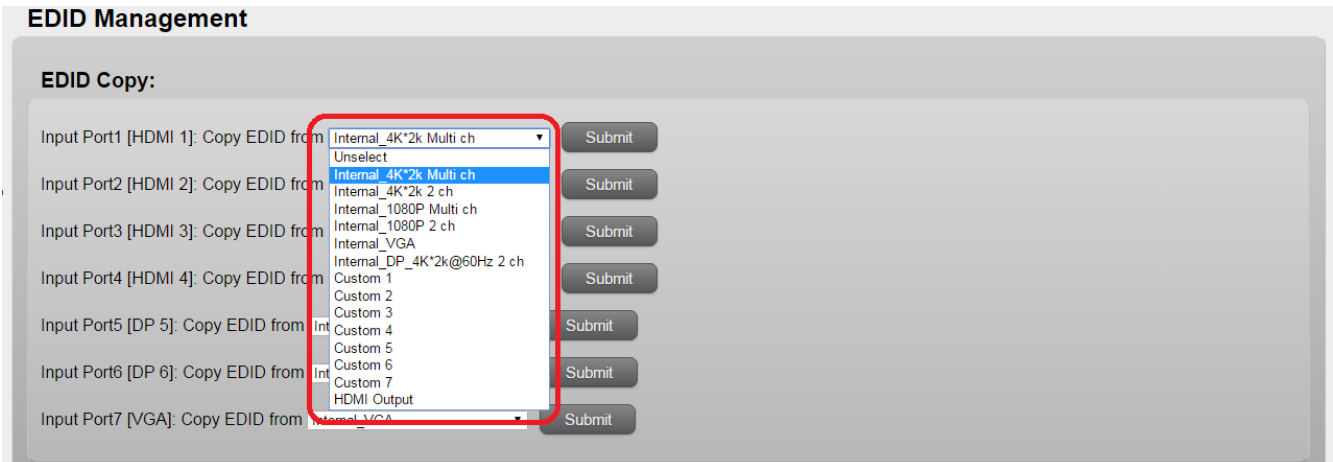 EDID Management
EDID Copy:
Input Port1 [HDMI 1]: Copy EDID from Internal_4K*2k Multi ch Submit
Unselect
Internal_4K*2k Multi ch
Input Port2 [HDMI 2]: Copy EDID from Internal_4K*2k 2 ch Submit
Internal_1080P Multi ch
Input Port3 [HDMI 3]: Copy EDID from Internal_1080P 2 ch Submit
Internal_VGA
Internal_DP_4K*2k@60Hz 2 ch
Input Port4 [HDMI 4]: Copy EDID from Custom 1 Submit
Custom 2
Custom 3
Input Port5 [DP 5]: Copy EDID from Int Custom 4 Submit
Custom 5
Input Port6 [DP 6]: Copy EDID from Int Custom 6 Submit
Custom 7
HDMI Output
Input Port7 [VGA]: Copy EDID from Internal_VGA Submit